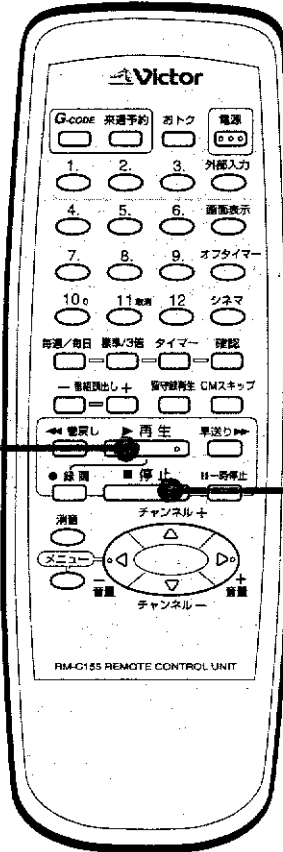 Victor
G-CODE 来週予約 おトク 電源
1. 2. 3. 外部入力
4. 5. 6. 画面表示
7. 8. 9. オフタイマー
10 0 11 取消 12 シネマ
毎週/毎日 標準/3倍 タイマー 確認
− 番組頭出し + 留守録再生 CMスキップ
◀◀ 巻戻し ▶ 再生 早送り ▶▶
● 録画 ■ 停止 ❚❚ 一時停止
消音 チャンネル +
メニュー
− 音量 + 音量
チャンネル −
RM-C155 REMOTE CONTROL UNIT